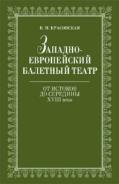 В. М. КРАСОВСКАЯ
ЗАПАДНО-
ЕВРОПЕЙСКИЙ
БАЛЕТНЫЙ ТЕАТР
ОТ ИСТОКОВ
ДО СЕРЕДИНЫ
XVIII века